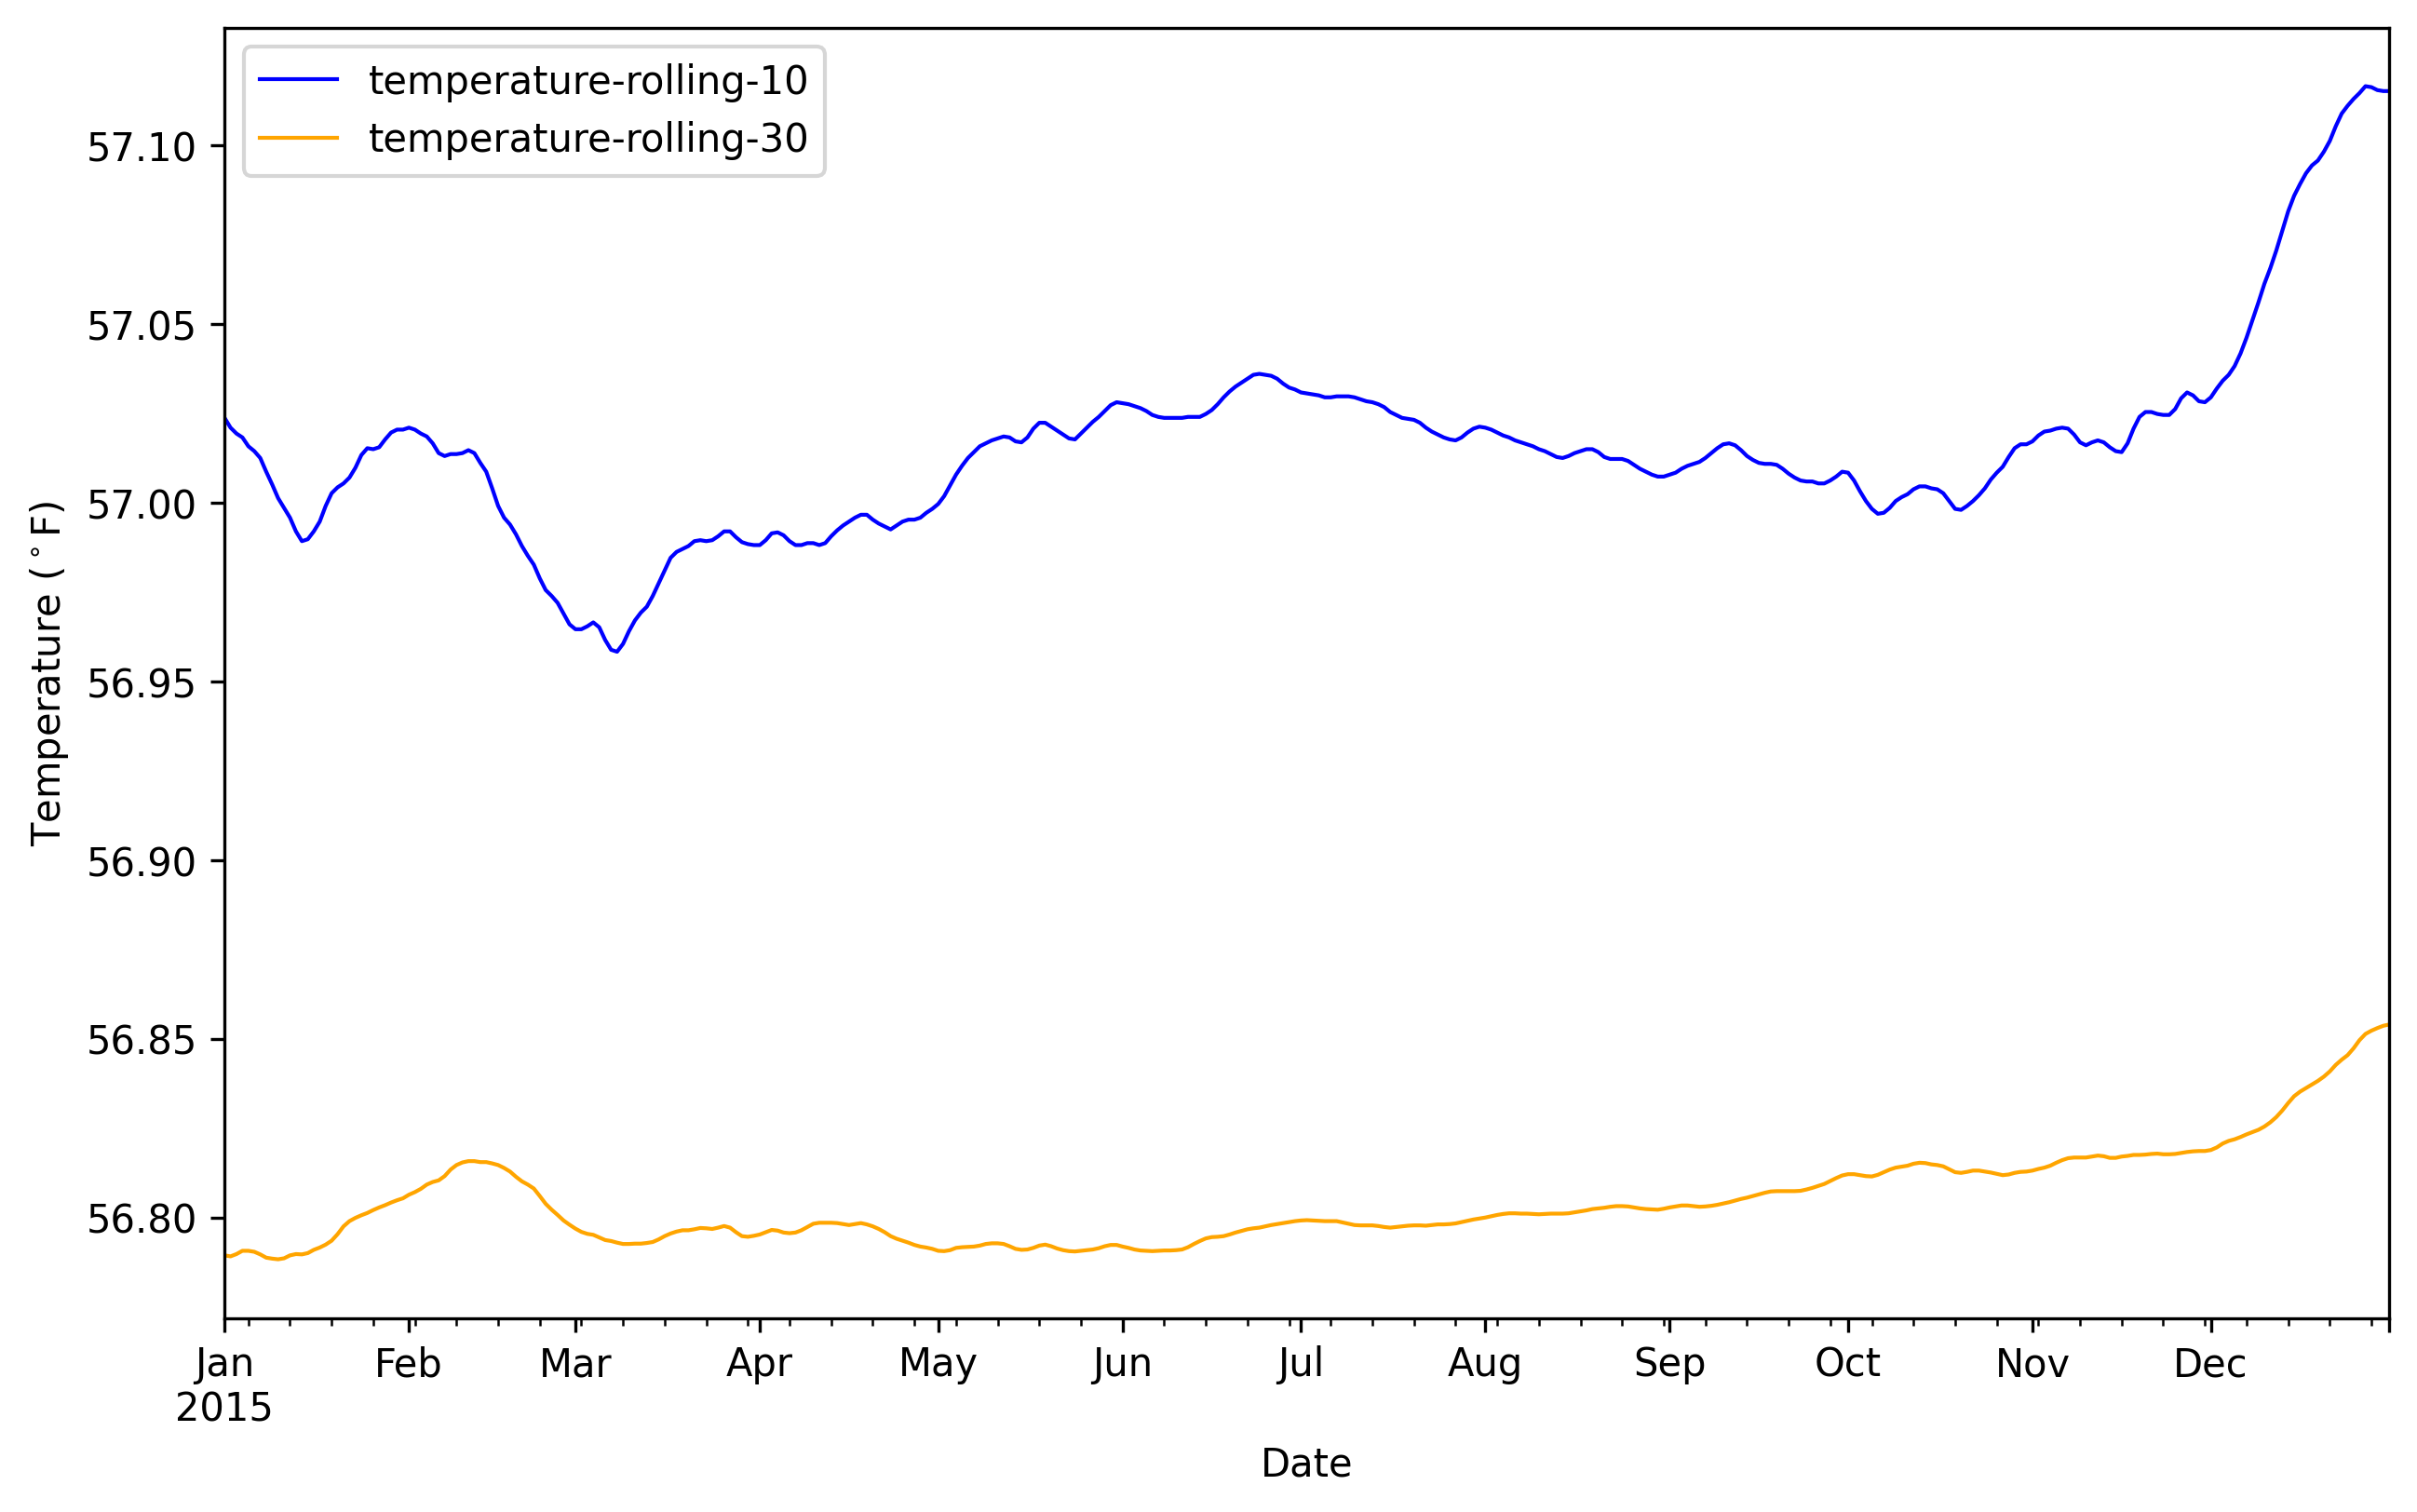 temperature-rolling-10
temperature-rolling-30
57.10
57.05
57.00
56.95
56.90
56.85
56.80
Temperature (°F)
Jan Feb Mar Apr May Jun Jul Aug Sep Oct Nov Dec
2015
Date